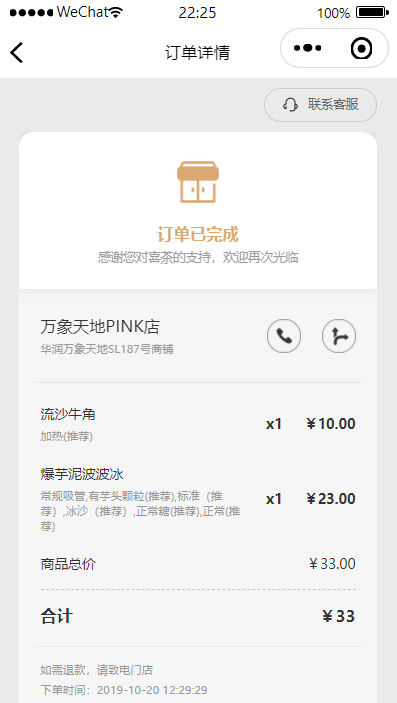 WeChat 22:25 100%
订单详情
联系客服
订单已完成
感谢您对喜茶的支持，欢迎再次光临
万象天地PINK店
华润万象天地SL187号商铺
流沙牛角
加热(推荐)
x1 ￥10.00
爆芋泥波波冰
常规吸管,有芋头颗粒(推荐),标准（推
荐）,冰沙（推荐）,正常糖(推荐),正常(推
荐)
x1 ￥23.00
商品总价 ￥33.00
合计 ￥33
如需退款，请致电门店
下单时间：2019-10-20 12:29:29